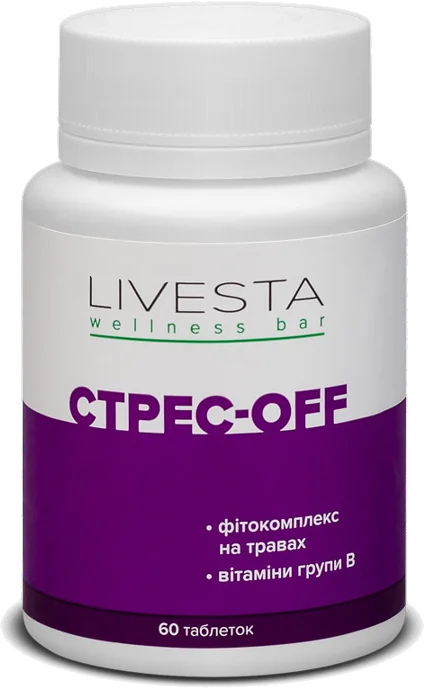 LIVESTA
wellness bar
СТРЕС-OFF
• фітокомплекс
на травах
• вітаміни групи В
60 таблеток